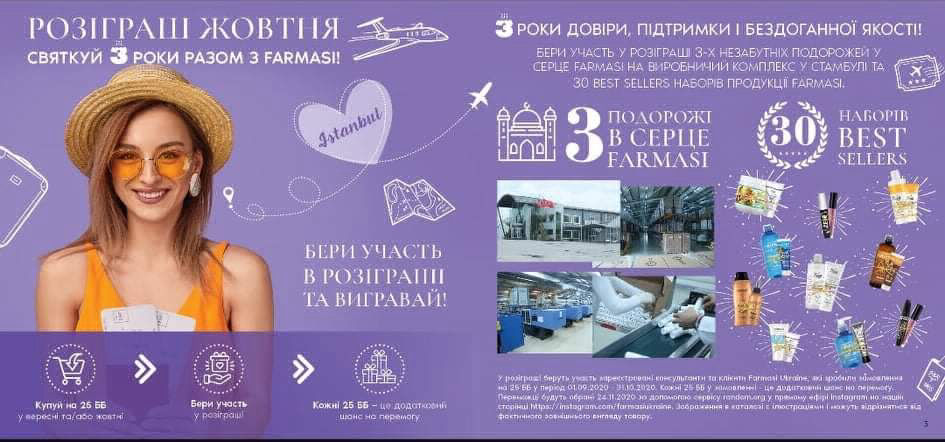 РОЗІГРАШІ ЖОВТНЯ
СВЯТКУЙ 3 РОКИ РАЗОМ З FARMASI!
Istanbul
БЕРИ УЧАСТЬ
В РОЗІГРАШІ
ТА ВИГРАВАЙ!
Купуй на 25 ББ
у вересні та/або жовтні
Бери участь
у розіграші
Кожні 25 ББ – це додатковий
шанс на перемогу
3 РОКИ ДОВІРИ, ПІДТРИМКИ І БЕЗДОГАННОЇ ЯКОСТІ!
БЕРИ УЧАСТЬ У РОЗІГРАШІ 3-Х НЕЗАБУТНІХ ПОДОРОЖЕЙ У
СЕРЦЕ FARMASI НА ВИРОБНИЧИЙ КОМПЛЕКС У СТАМБУЛІ ТА
30 BEST SELLERS НАБОРІВ ПРОДУКЦІЇ FARMASI.
3 ПОДОРОЖІ
В СЕРЦЕ
FARMASI
30 НАБОРІВ
BEST
SELLERS
У розіграші беруть участь зареєстровані консультанти та клієнти Farmasi Ukraine, які зробили замовлення
на 25 ББ у період 01.09.2020 - 31.10.2020. Кожні 25 ББ у замовленні - це додатковий шанс на перемогу.
Переможці будуть обрані 24.11.2020 за допомогою сервісу random.org у прямому ефірі Instagram на нашій
сторінці https://instagram.com/farmasiukraine. Зображення в каталозі є ілюстраціями і можуть відрізнятися від
фактичного зовнішнього вигляду товару.
3